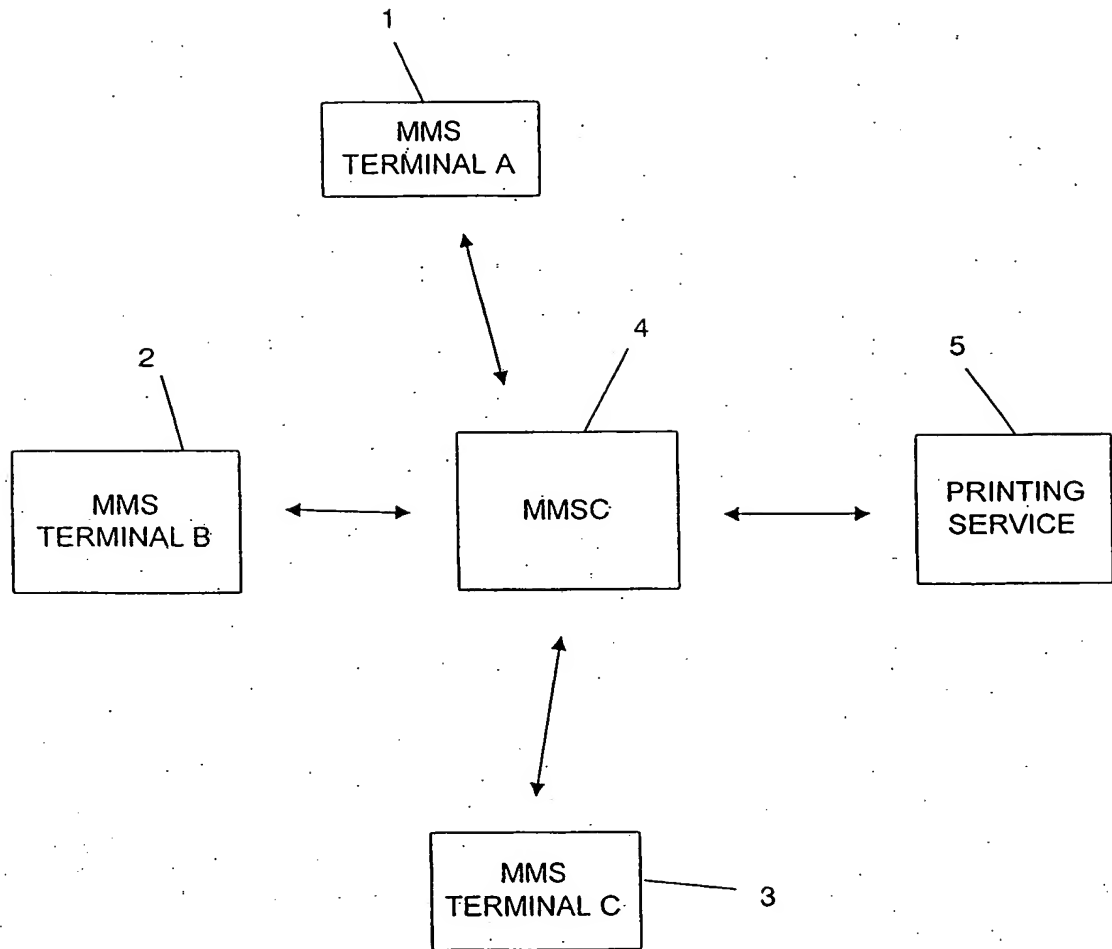 1
MMS
TERMINAL A
4
2
5
MMS
TERMINAL B
MMSC
PRINTING
SERVICE
MMS
TERMINAL C
3